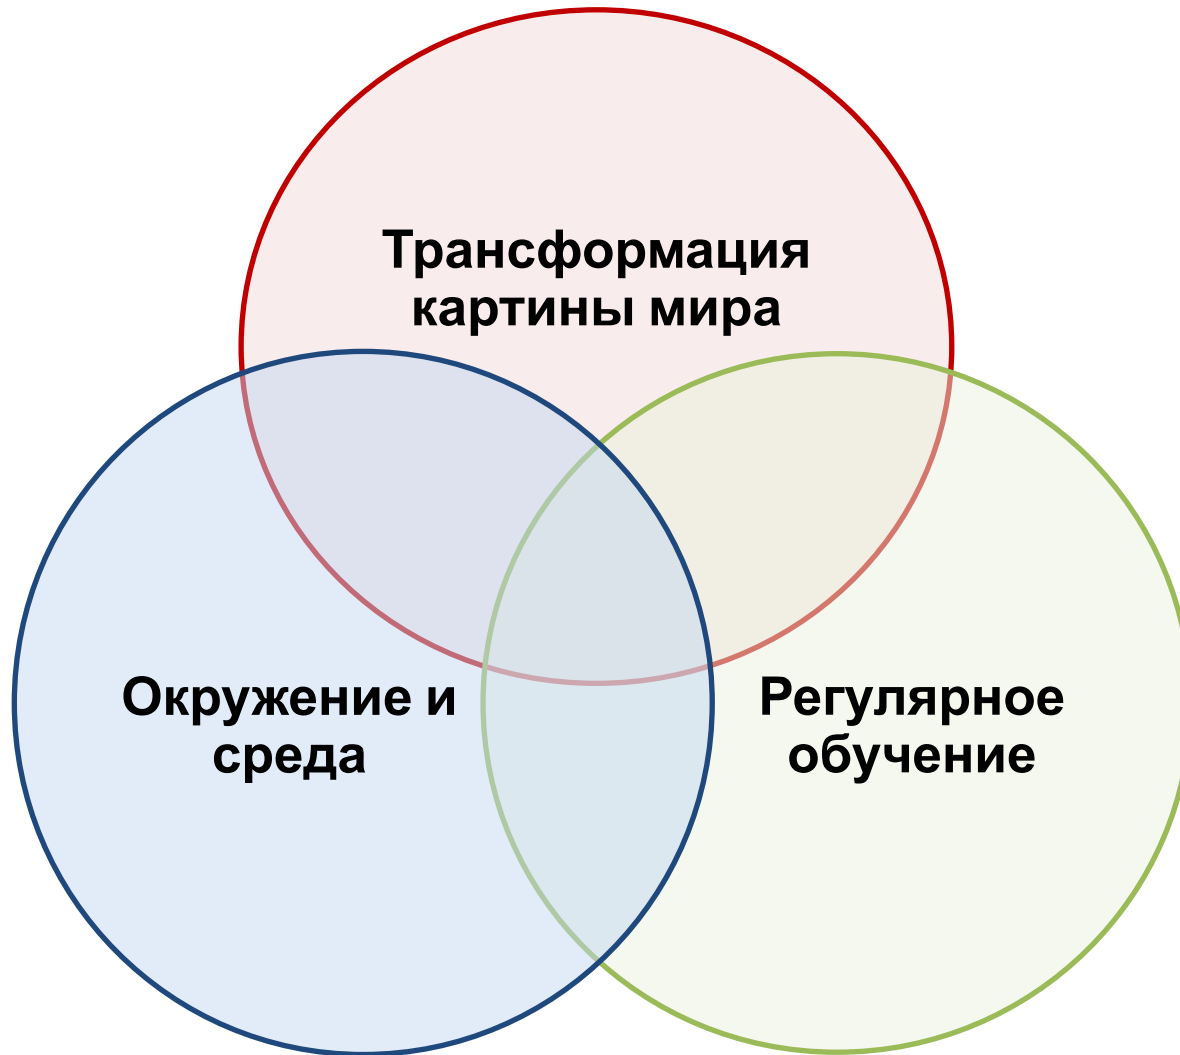 Трансформация
картины мира
Окружение и
среда
Регулярное
обучение